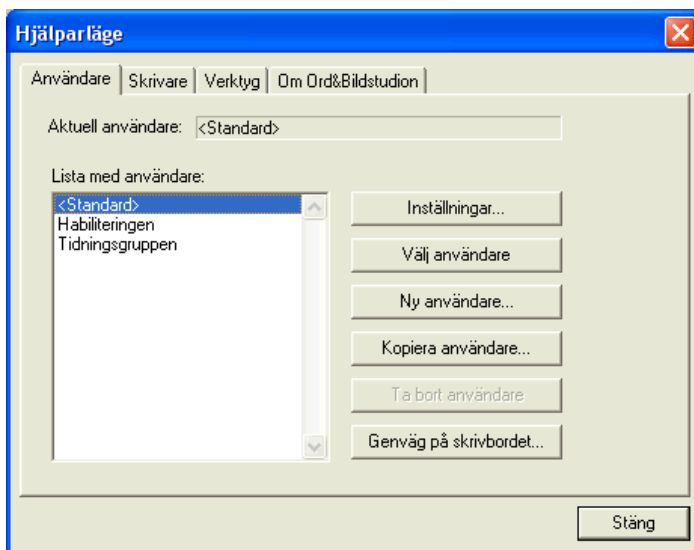 Hjälparläge
Användare Skrivare Verktyg Om Ord&Bildstudion
Aktuell användare: <Standard>
Lista med användare:
<Standard>
Habiliteringen
Tidningsgruppen
Inställningar...
Välj användare
Ny användare...
Kopiera användare...
Ta bort användare
Genväg på skrivbordet...
Stäng